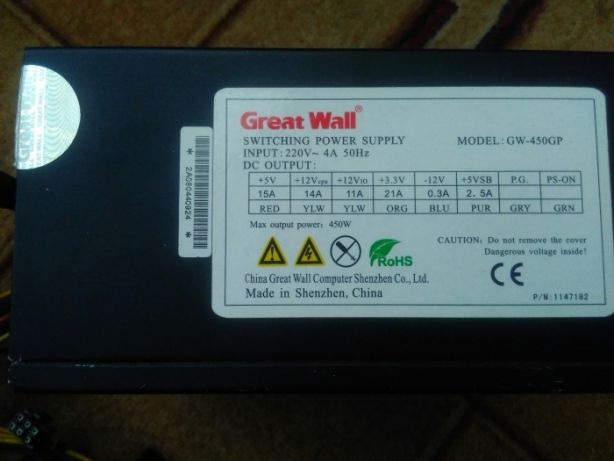 Great Wall®
SWITCHING POWER SUPPLY MODEL: GW-450GP
INPUT: 220V~ 4A 50Hz
DC OUTPUT:
+5V +12Vcpu +12VIO +3.3V -12V +5VSB P.G. PS-ON
15A 14A 11A 21A 0.3A 2.5A
RED YLW YLW ORG BLU PUR GRY GRN
Max output power: 450W
CAUTION: Do not remove the cover
Dangerous voltage inside!
RoHS
China Great Wall Computer Shenzhen Co., Ltd.
Made in Shenzhen, China
CE
P/N:1147182
* 2A080440924 *